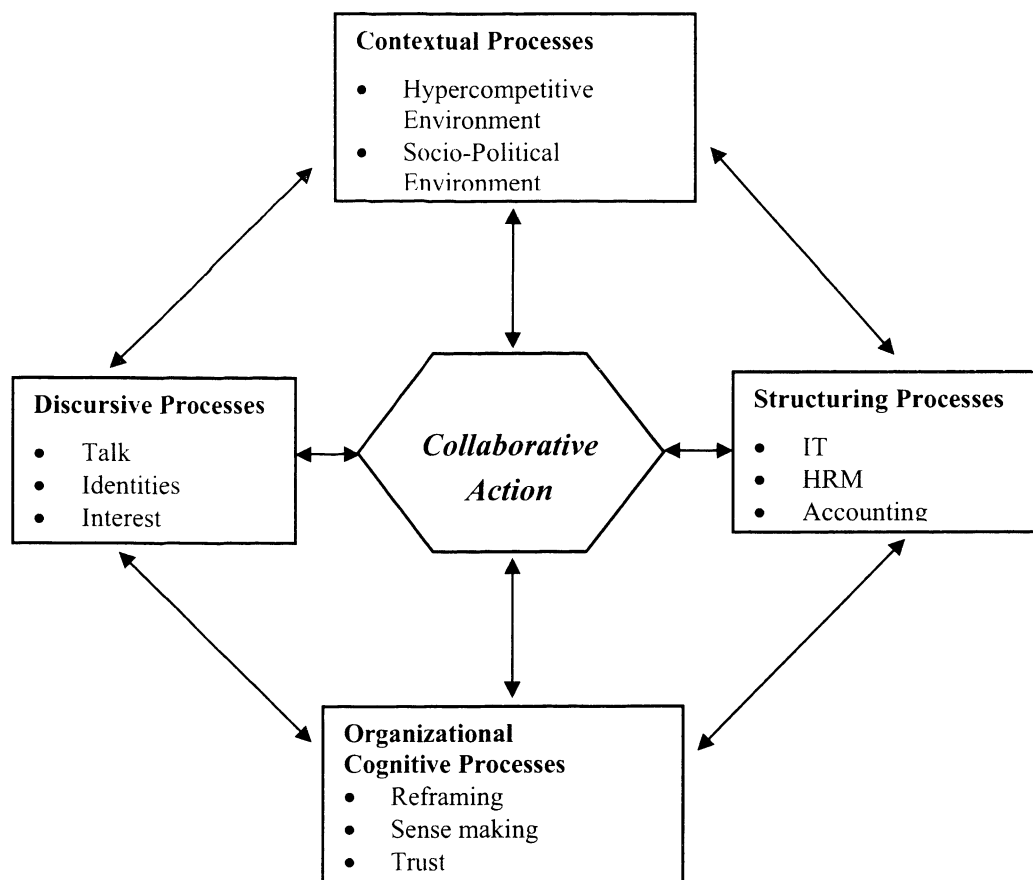 Contextual Processes
• Hypercompetitive
Environment
• Socio-Political
Environment
Discursive Processes
• Talk
• Identities
• Interest
Collaborative
Action
Structuring Processes
• IT
• HRM
• Accounting
Organizational
Cognitive Processes
• Reframing
• Sense making
• Trust